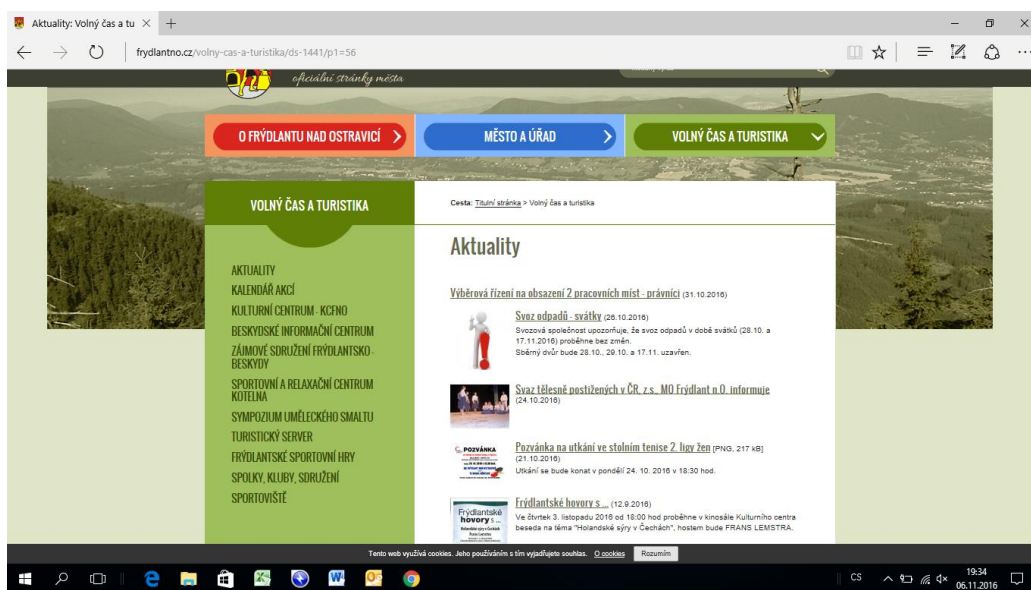 Aktuality: Volný čas a tu
frydlantno.cz/volny-cas-a-turistika/ds-1441/p1=56
oficiální stránky města
O FRÝDLANTU NAD OSTRAVICÍ
MĚSTO A ÚŘAD
VOLNÝ ČAS A TURISTIKA
VOLNÝ ČAS A TURISTIKA
AKTUALITY
KALENDÁŘ AKCÍ
KULTURNÍ CENTRUM - KCFNO
BESKYDSKÉ INFORMAČNÍ CENTRUM
ZÁJMOVÉ SDRUŽENÍ FRÝDLANTSKO -
BESKYDY
SPORTOVNÍ A RELAXAČNÍ CENTRUM
KOTELNA
SYMPOZIUM UMĚLECKÉHO SMALTU
TURISTICKÝ SERVER
FRÝDLANTSKÉ SPORTOVNÍ HRY
SPOLKY, KLUBY, SDRUŽENÍ
SPORTOVIŠTĚ
Cesta: Titulní stránka > Volný čas a turistika
Aktuality
Výběrová řízení na obsazení 2 pracovních míst - právníci (31.10.2016)
Svoz odpadů - svátky (26.10.2016)
Svozová společnost upozorňuje, že svoz odpadů v době svátků (28.10. a
17.11.2016) proběhne bez změn.
Sběrný dvůr bude 28.10., 29.10. a 17.11. uzavřen.
Svaz tělesně postižených v ČR, z.s., MO Frýdlant n.O. informuje
(24.10.2016)
POZVÁNKA
Pozvánka na utkání ve stolním tenise 2. ligy žen [PNG, 217 kB]
(21.10.2016)
Utkání se bude konat v pondělí 24. 10. 2016 v 18:30 hod.
Frýdlantské
hovory s ...
Holandské sýry v Čechách
Frans Lemstra
Frýdlantské hovory s ... (12.9.2016)
Ve čtvrtek 3. listopadu 2016 od 18:00 hod proběhne v kinosále Kulturního centra
beseda na téma "Holandské sýry v Čechách", hostem bude FRANS LEMSTRA.
Tento web využívá cookies. Jeho používáním s tím vyjadřujete souhlas. O cookies Rozumím
CS
19:34
06.11.2016